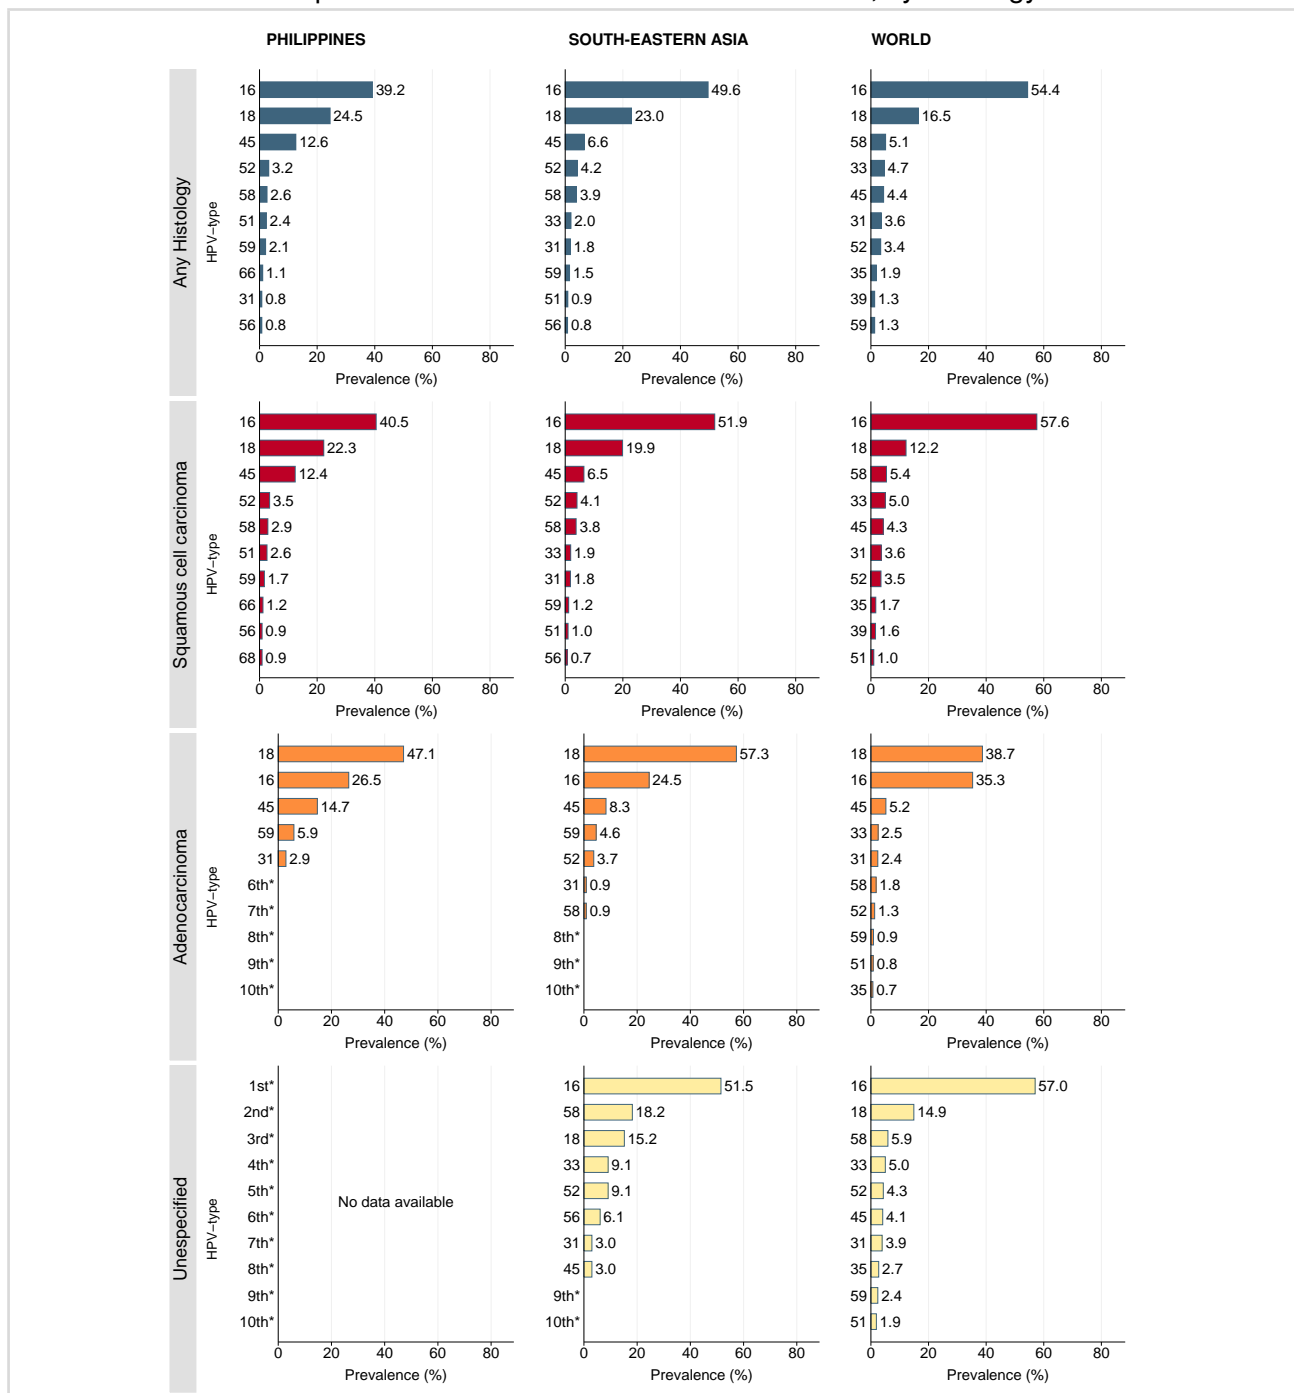 PHILIPPINES SOUTH-EASTERN ASIA WORLD
Any Histology
HPV−type
16 39.2
18 24.5
45 12.6
52 3.2
58 2.6
51 2.4
59 2.1
66 1.1
31 0.8
56 0.8
0 20 40 60 80
Prevalence (%)
16 49.6
18 23.0
45 6.6
52 4.2
58 3.9
33 2.0
31 1.8
59 1.5
51 0.9
56 0.8
0 20 40 60 80
Prevalence (%)
16 54.4
18 16.5
58 5.1
33 4.7
45 4.4
31 3.6
52 3.4
35 1.9
39 1.3
59 1.3
0 20 40 60 80
Prevalence (%)
Squamous cell carcinoma
HPV−type
16 40.5
18 22.3
45 12.4
52 3.5
58 2.9
51 2.6
59 1.7
66 1.2
56 0.9
68 0.9
0 20 40 60 80
Prevalence (%)
16 51.9
18 19.9
45 6.5
52 4.1
58 3.8
33 1.9
31 1.8
59 1.2
51 1.0
56 0.7
0 20 40 60 80
Prevalence (%)
16 57.6
18 12.2
58 5.4
33 5.0
45 4.3
31 3.6
52 3.5
35 1.7
39 1.6
51 1.0
0 20 40 60 80
Prevalence (%)
Adenocarcinoma
HPV−type
18 47.1
16 26.5
45 14.7
59 5.9
31 2.9
6th*
7th*
8th*
9th*
10th*
0 20 40 60 80
Prevalence (%)
18 57.3
16 24.5
45 8.3
59 4.6
52 3.7
31 0.9
58 0.9
8th*
9th*
10th*
0 20 40 60 80
Prevalence (%)
18 38.7
16 35.3
45 5.2
33 2.5
31 2.4
58 1.8
52 1.3
59 0.9
51 0.8
35 0.7
0 20 40 60 80
Prevalence (%)
Unespecified
HPV−type
1st*
2nd*
3rd*
4th*
5th*
6th*
7th*
8th*
9th*
10th*
No data available
0 20 40 60 80
Prevalence (%)
16 51.5
58 18.2
18 15.2
33 9.1
52 9.1
56 6.1
31 3.0
45 3.0
9th*
10th*
0 20 40 60 80
Prevalence (%)
16 57.0
18 14.9
58 5.9
33 5.0
52 4.3
45 4.1
31 3.9
35 2.7
59 2.4
51 1.9
0 20 40 60 80
Prevalence (%)